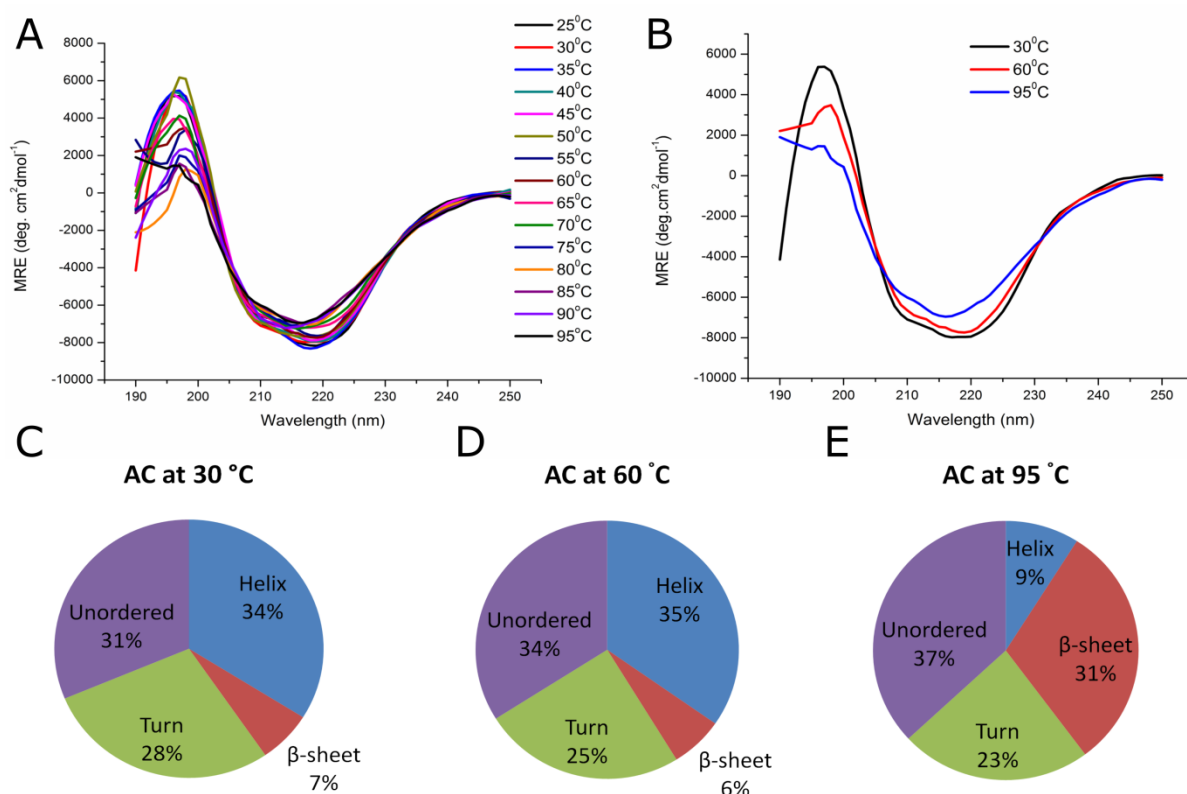 A
B
8000
6000
4000
2000
0
-2000
-4000
-6000
-8000
-10000
MRE (deg. cm²dmol⁻¹)
190 200 210 220 230 240 250
Wavelength (nm)
25⁰C
30⁰C
35⁰C
40⁰C
45⁰C
50⁰C
55⁰C
60⁰C
65⁰C
70⁰C
75⁰C
80⁰C
85⁰C
90⁰C
95⁰C
6000
4000
2000
0
-2000
-4000
-6000
-8000
-10000
MRE (deg. cm²dmol⁻¹)
190 200 210 220 230 240 250
Wavelength (nm)
30⁰C
60⁰C
95⁰C
C
AC at 30 °C
Helix
34%
β-sheet
7%
Turn
28%
Unordered
31%
D
AC at 60 °C
Helix
35%
β-sheet
6%
Turn
25%
Unordered
34%
E
AC at 95 °C
Helix
9%
β-sheet
31%
Turn
23%
Unordered
37%